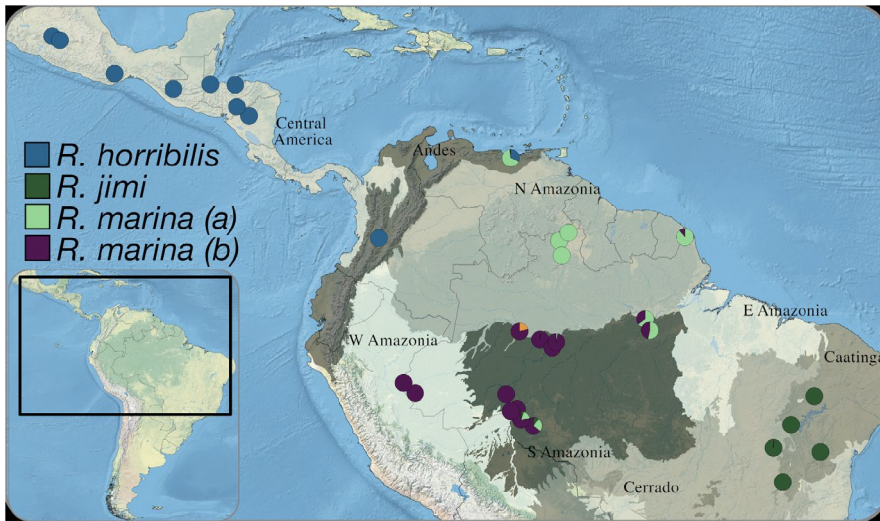 Central
America
Andes
R. horribilis
R. jimi
R. marina (a)
R. marina (b)
N Amazonia
E Amazonia
W Amazonia
Caatinga
S Amazonia
Cerrado